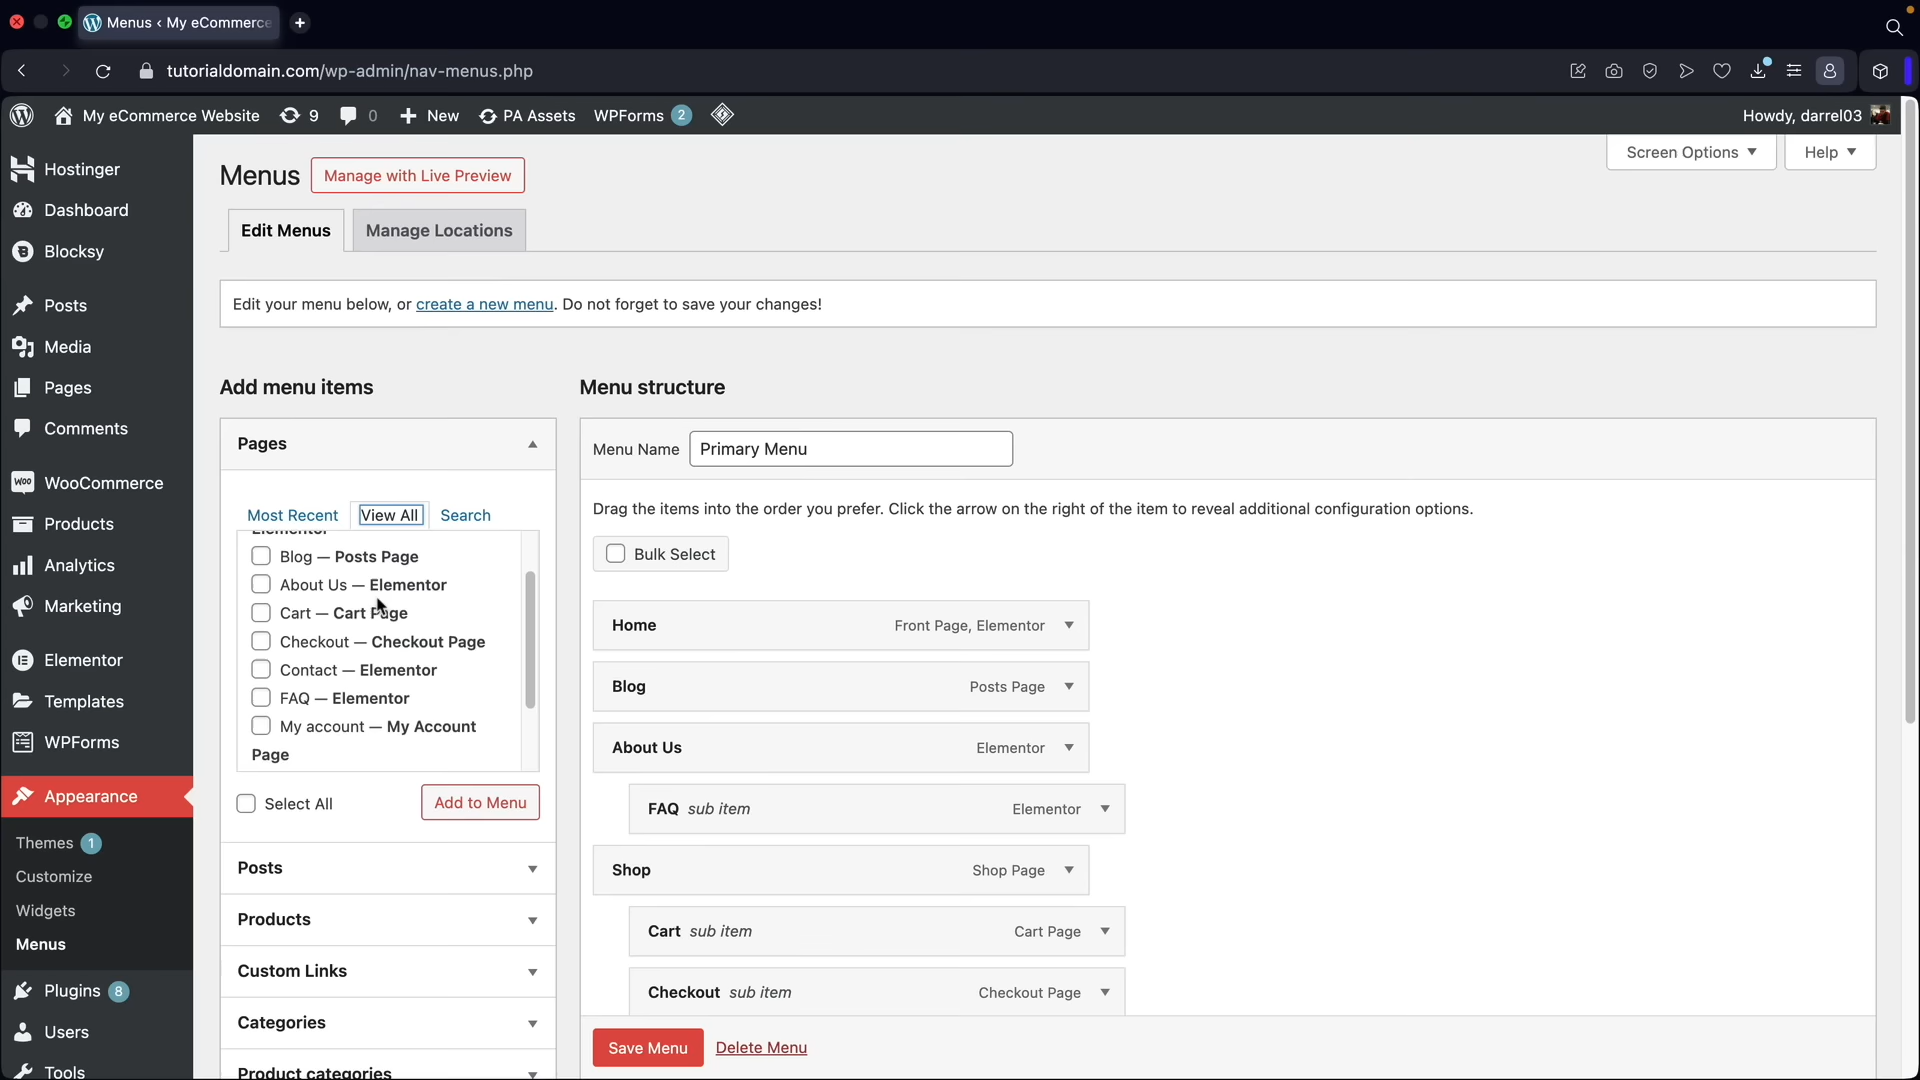 Menus ‹ My eCommerce
tutorialdomain.com/wp-admin/nav-menus.php
My eCommerce Website 9 0 New PA Assets WPForms 2 Howdy, darrel03
Hostinger
Dashboard
Blocksy
Posts
Media
Pages
Comments
WooCommerce
Products
Analytics
Marketing
Elementor
Templates
WPForms
Appearance
Themes 1
Customize
Widgets
Menus
Plugins 8
Users
Tools
Screen Options Help
Menus Manage with Live Preview
Edit Menus Manage Locations
Edit your menu below, or create a new menu. Do not forget to save your changes!
Add menu items
Pages
Most Recent View All Search
Elementor
Blog — Posts Page
About Us — Elementor
Cart — Cart Page
Checkout — Checkout Page
Contact — Elementor
FAQ — Elementor
My account — My Account
Page
Select All Add to Menu
Posts
Products
Custom Links
Categories
Product categories
Menu structure
Menu Name Primary Menu
Drag the items into the order you prefer. Click the arrow on the right of the item to reveal additional configuration options.
Bulk Select
Home Front Page, Elementor
Blog Posts Page
About Us Elementor
FAQ sub item Elementor
Shop Shop Page
Cart sub item Cart Page
Checkout sub item Checkout Page
Save Menu Delete Menu